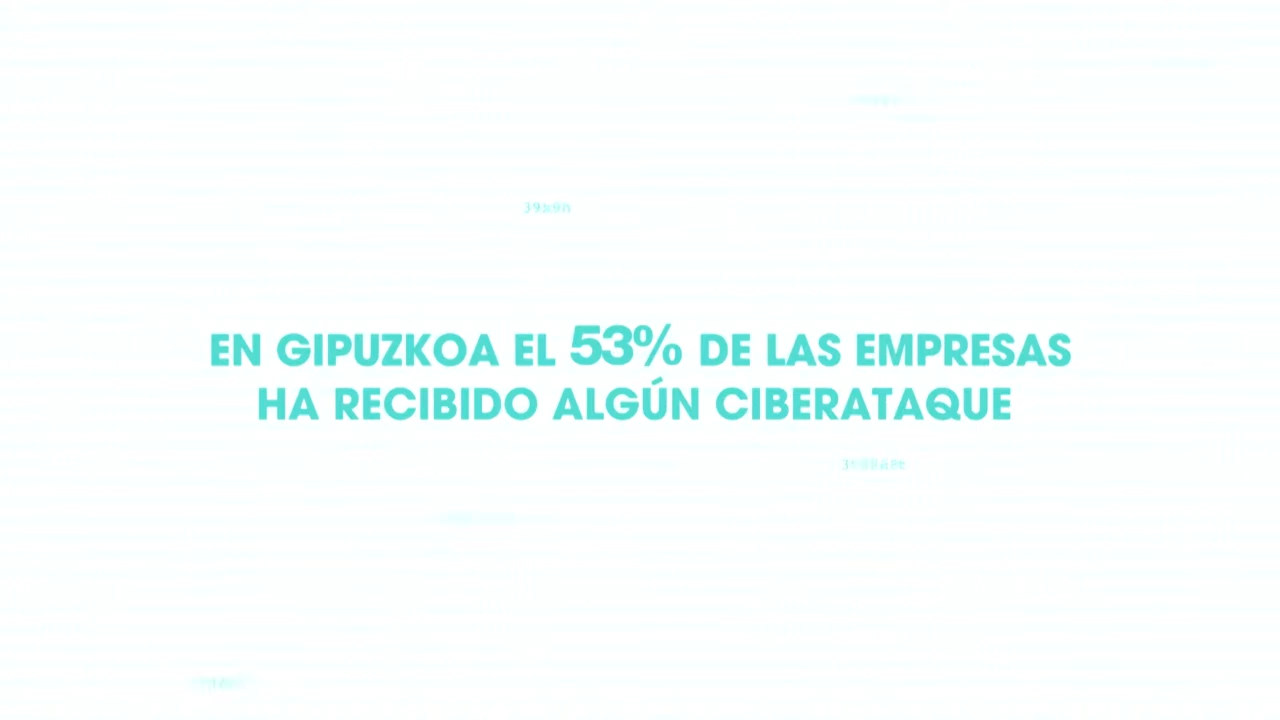 EN GIPUZKOA EL 53% DE LAS EMPRESAS
HA RECIBIDO ALGÚN CIBERATAQUE